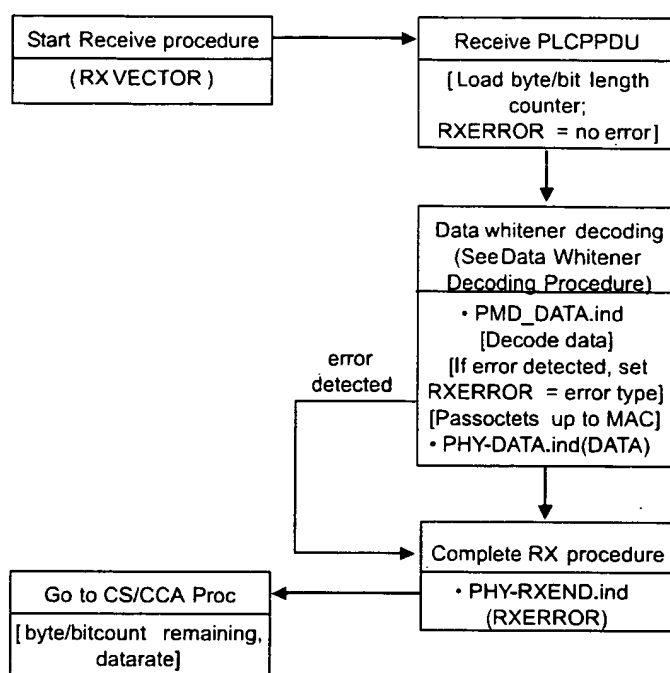 Start Receive procedure
(RXVECTOR)
Receive PLCPPDU
[Load byte/bit length
counter;
RXERROR = no error]
Data whitener decoding
(See Data Whitener
Decoding Procedure)
• PMD_DATA.ind
[Decode data]
[If error detected, set
RXERROR = error type]
[Passoctets up to MAC]
• PHY-DATA.ind(DATA)
error
detected
Complete RX procedure
• PHY-RXEND.ind
(RXERROR)
Go to CS/CCA Proc
[byte/bitcount remaining,
datarate]